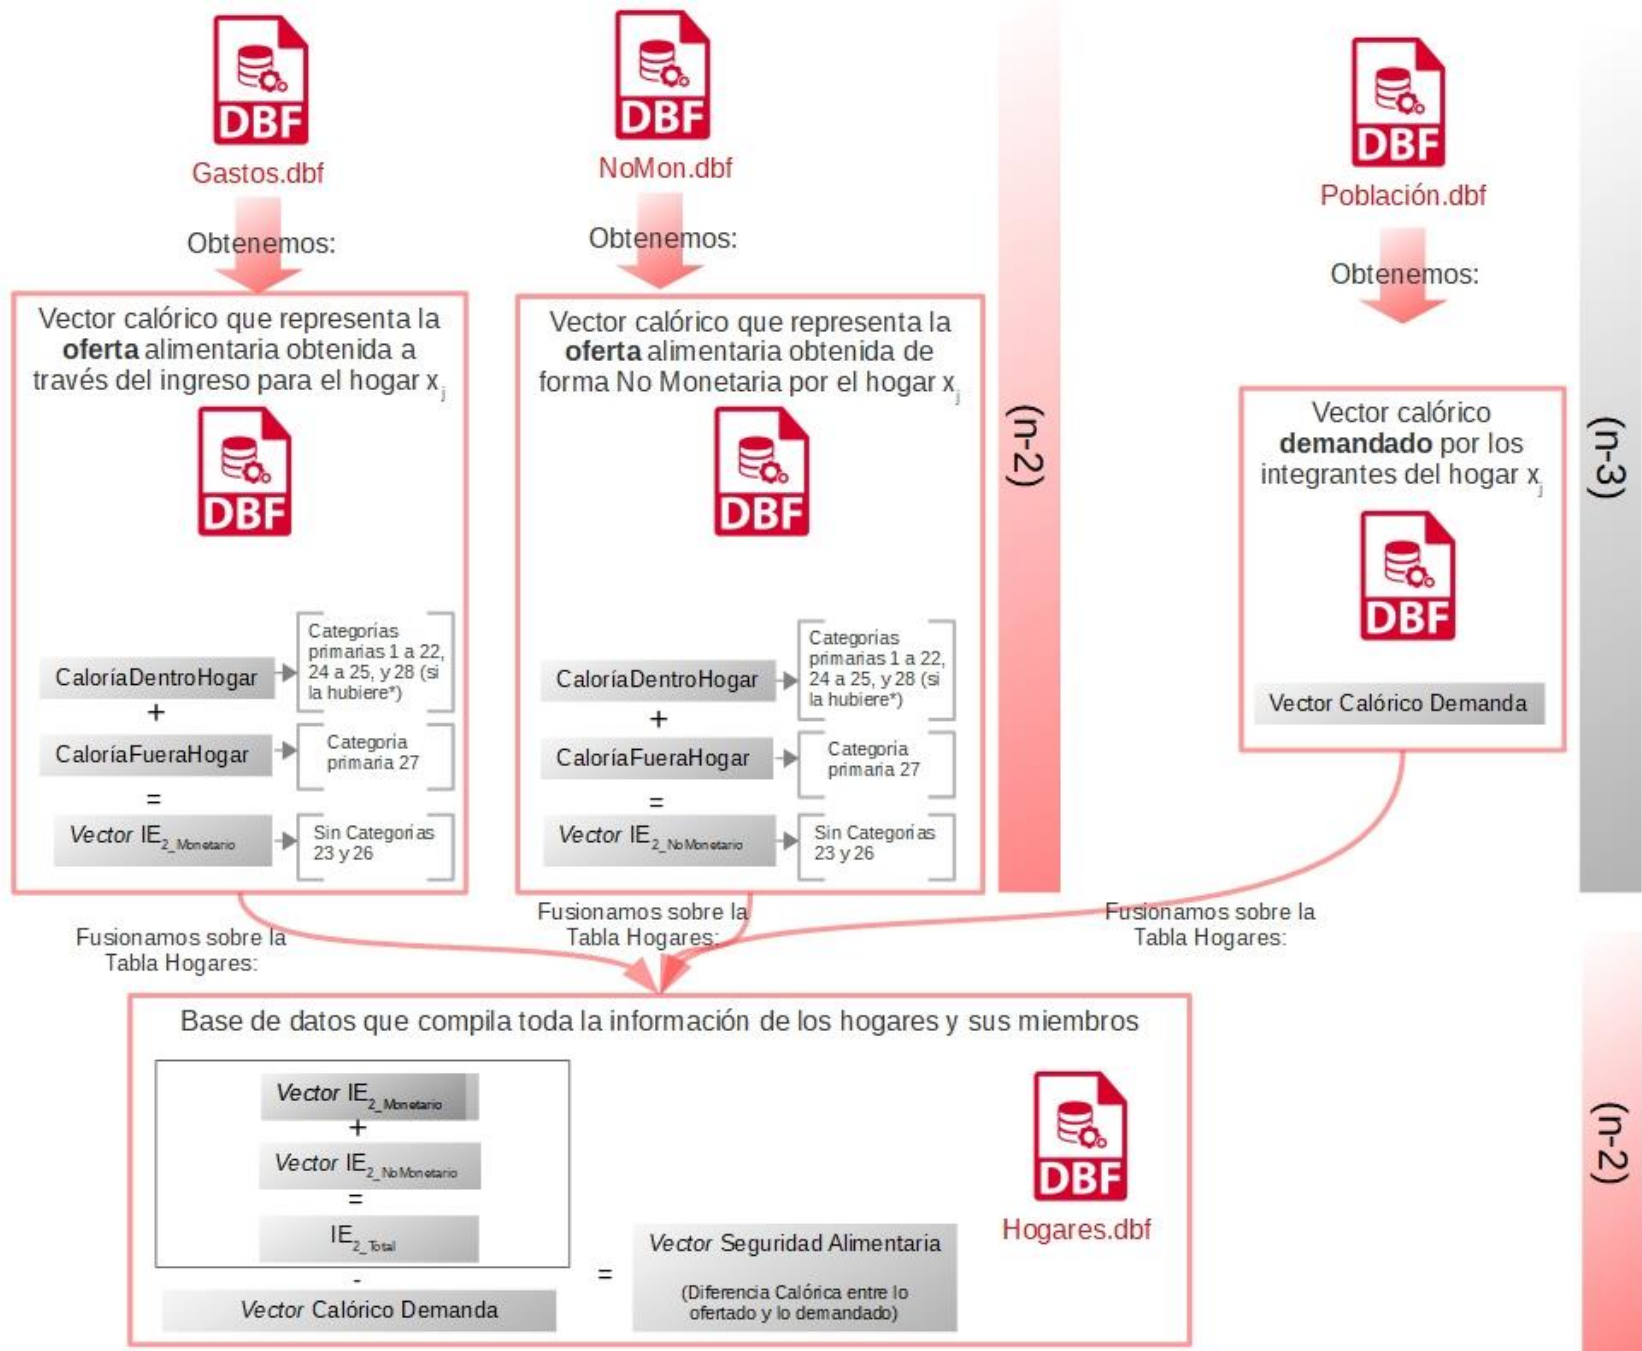 DBF
Gastos.dbf
Obtenemos:
Vector calórico que representa la
oferta alimentaria obtenida a
través del ingreso para el hogar xj
DBF
CaloríaDentroHogar
Categorias
primarias 1 a 22,
24 a 25, y 28 (si
la hubiere*)
+
CaloríaFueraHogar
Categoria
primaria 27
=
Vector IE2_Monetario
Sin Categorias
23 y 26
DBF
NoMon.dbf
Obtenemos:
Vector calórico que representa la
oferta alimentaria obtenida de
forma No Monetaria por el hogar xj
DBF
CaloríaDentroHogar
Categorias
primarias 1 a 22,
24 a 25, y 28 (si
la hubiere*)
+
CaloríaFueraHogar
Categoria
primaria 27
=
Vector IE2_NoMonetario
Sin Categorias
23 y 26
(n-2)
DBF
Población.dbf
Obtenemos:
Vector calórico
demandado por los
integrantes del hogar xj
DBF
Vector Calórico Demanda
(n-3)
Fusionamos sobre la
Tabla Hogares:
Fusionamos sobre la
Tabla Hogares:
Fusionamos sobre la
Tabla Hogares:
Base de datos que compila toda la información de los hogares y sus miembros
Vector IE2_Monetario
+
Vector IE2_NoMonetario
=
IE2_Total
-
Vector Calórico Demanda
=
Vector Seguridad Alimentaria
(Diferencia Calórica entre lo
ofertado y lo demandado)
DBF
Hogares.dbf
(n-2)